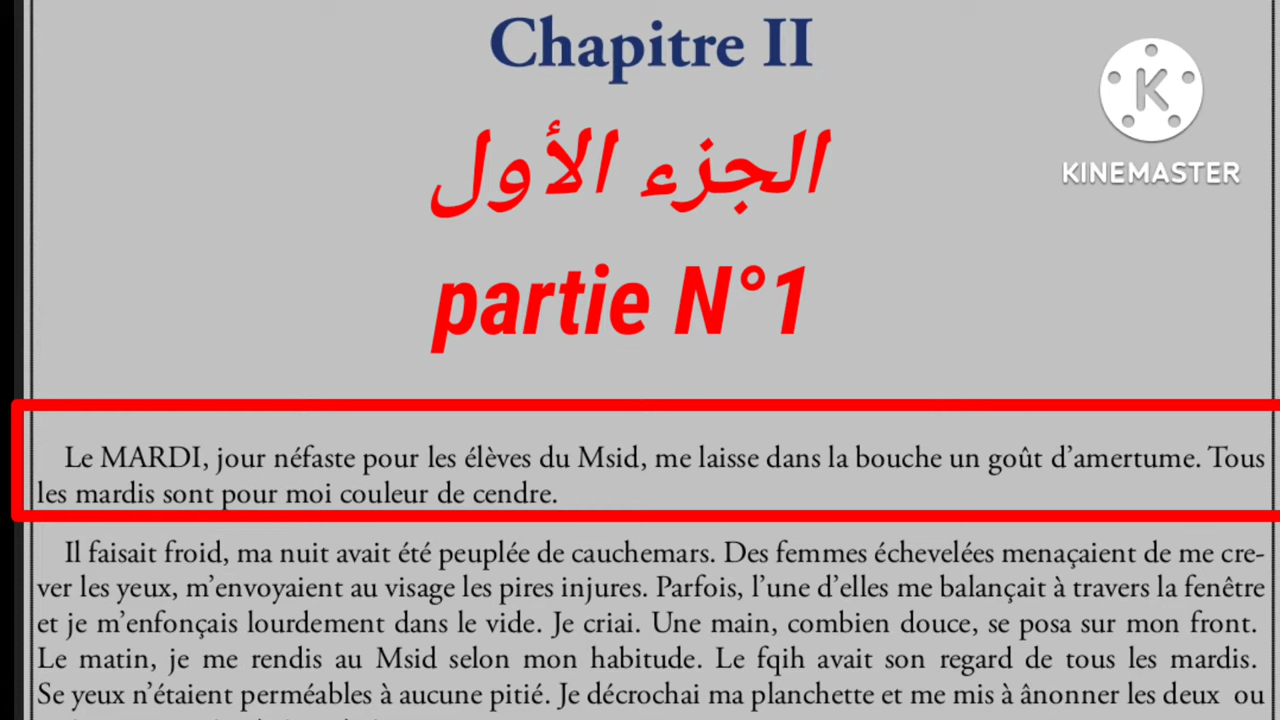 Chapitre II
K
KINEMASTER
الجزء الأول
partie N°1
Le MARDI, jour néfaste pour les élèves du Msid, me laisse dans la bouche un goût d’amertume. Tous
les mardis sont pour moi couleur de cendre.
Il faisait froid, ma nuit avait été peuplée de cauchemars. Des femmes échevelées menaçaient de me cre-
ver les yeux, m’envoyaient au visage les pires injures. Parfois, l’une d’elles me balançait à travers la fenêtre
et je m’enfonçais lourdement dans le vide. Je criai. Une main, combien douce, se posa sur mon front.
Le matin, je me rendis au Msid selon mon habitude. Le fqih avait son regard de tous les mardis.
Se yeux n’étaient perméables à aucune pitié. Je décrochai ma planchette et me mis à ânonner les deux ou